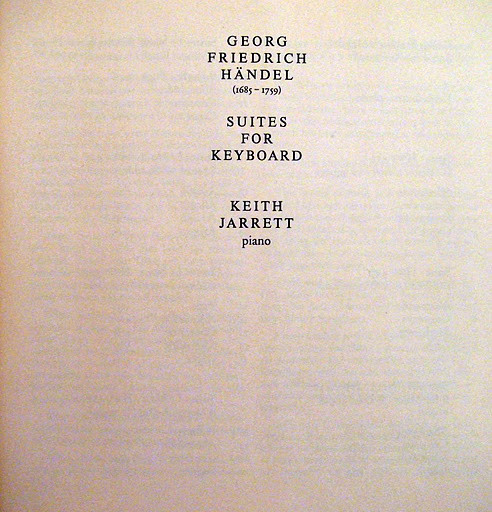 GEORG
FRIEDRICH
HÄNDEL
(1685 – 1759)
SUITES
FOR
KEYBOARD
KEITH
JARRETT
piano